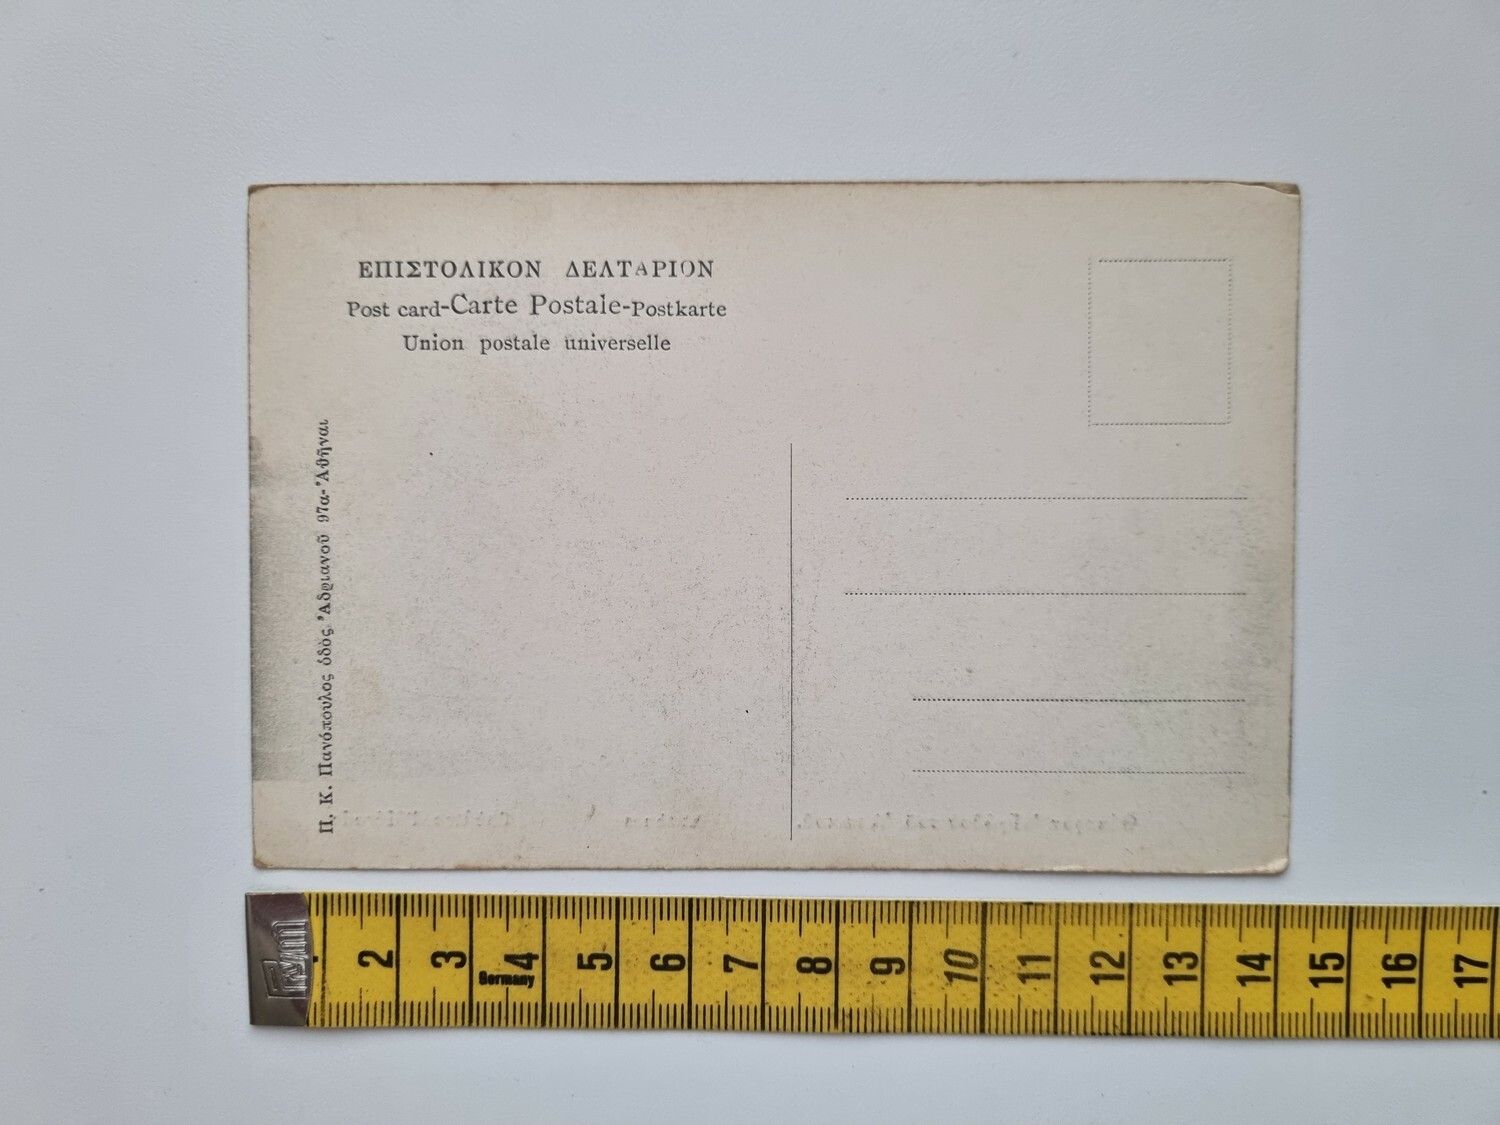 ΕΠΙΣΤΟΛΙΚΟΝ ΔΕΛΤΑΡΙΟΝ
Post card-Carte Postale-Postkarte
Union postale universelle
Π. Κ. Πανόπουλος ὁδὸς Ἀδριανοῦ 97α-Ἀθῆναι
2 3 4 5 6 7 8 9 10 11 12 13 14 15 16 17
Germany